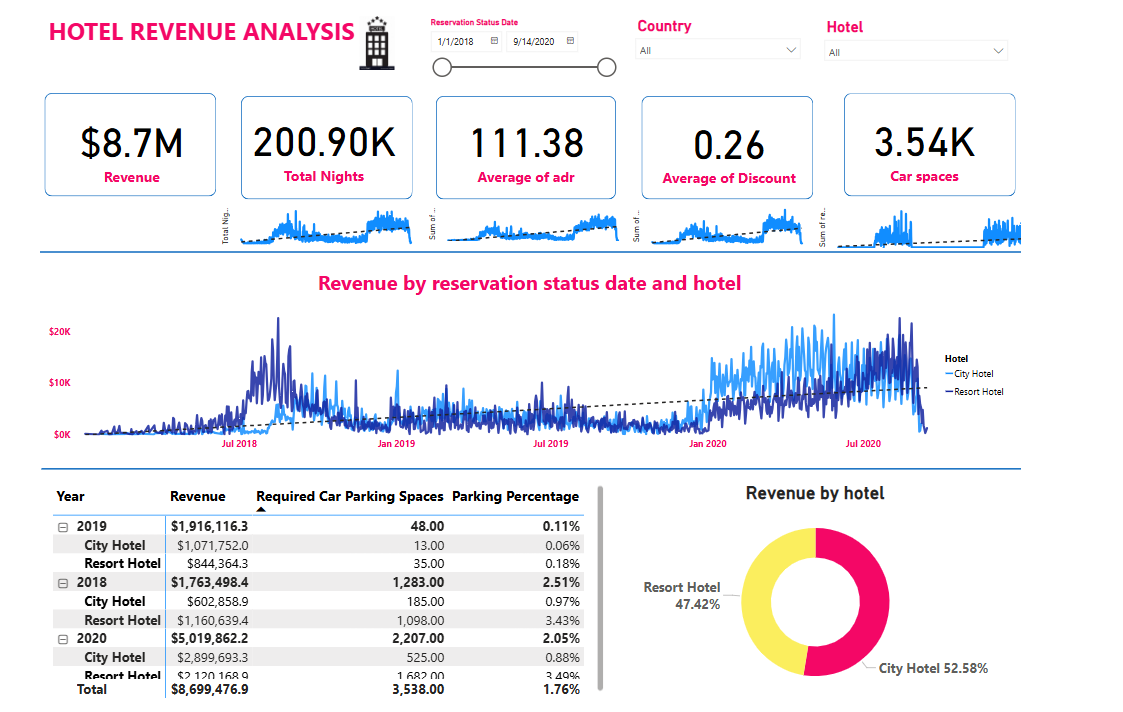 HOTEL REVENUE ANALYSIS
HOTEL
Reservation Status Date
1/1/2018 9/14/2020
Country
All
Hotel
All
$8.7M
Revenue
200.90K
Total Nights
111.38
Average of adr
0.26
Average of Discount
3.54K
Car spaces
Total Nig...
Sum of ...
Sum of ...
Sum of re...
Revenue by reservation status date and hotel
$20K
$10K
$0K
Jul 2018 Jan 2019 Jul 2019 Jan 2020 Jul 2020
Hotel
City Hotel
Resort Hotel
Year Revenue Required Car Parking Spaces Parking Percentage
2019 $1,916,116.3 48.00 0.11%
City Hotel $1,071,752.0 13.00 0.06%
Resort Hotel $844,364.3 35.00 0.18%
2018 $1,763,498.4 1,283.00 2.51%
City Hotel $602,858.9 185.00 0.97%
Resort Hotel $1,160,639.4 1,098.00 3.43%
2020 $5,019,862.2 2,207.00 2.05%
City Hotel $2,899,693.3 525.00 0.88%
Resort Hotel $2,120,168.9 1,682.00 3.49%
Total $8,699,476.9 3,538.00 1.76%
Revenue by hotel
Resort Hotel
47.42%
City Hotel 52.58%